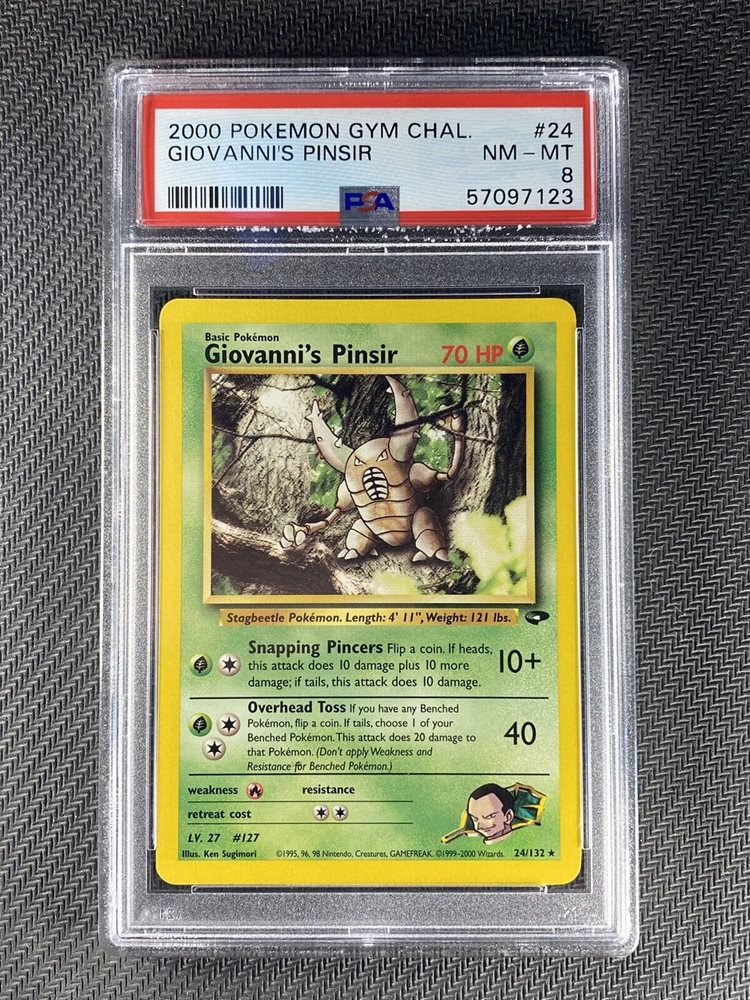 2000 POKEMON GYM CHAL. #24
GIOVANNI'S PINSIR NM - MT
8
PSA 57097123
Basic Pokémon
Giovanni's Pinsir 70 HP
Stagbeetle Pokémon. Length: 4' 11", Weight: 121 lbs.
Snapping Pincers Flip a coin. If heads,
this attack does 10 damage plus 10 more 10+
damage; if tails, this attack does 10 damage.
Overhead Toss If you have any Benched
Pokémon, flip a coin. If tails, choose 1 of your
Benched Pokémon. This attack does 20 damage to 40
that Pokémon. (Don't apply Weakness and
Resistance for Benched Pokémon.)
weakness resistance
retreat cost
LV. 27 #127
Illus. Ken Sugimori ©1995, 96, 98 Nintendo, Creatures, GAMEFREAK. ©1999-2000 Wizards. 24/132 ★